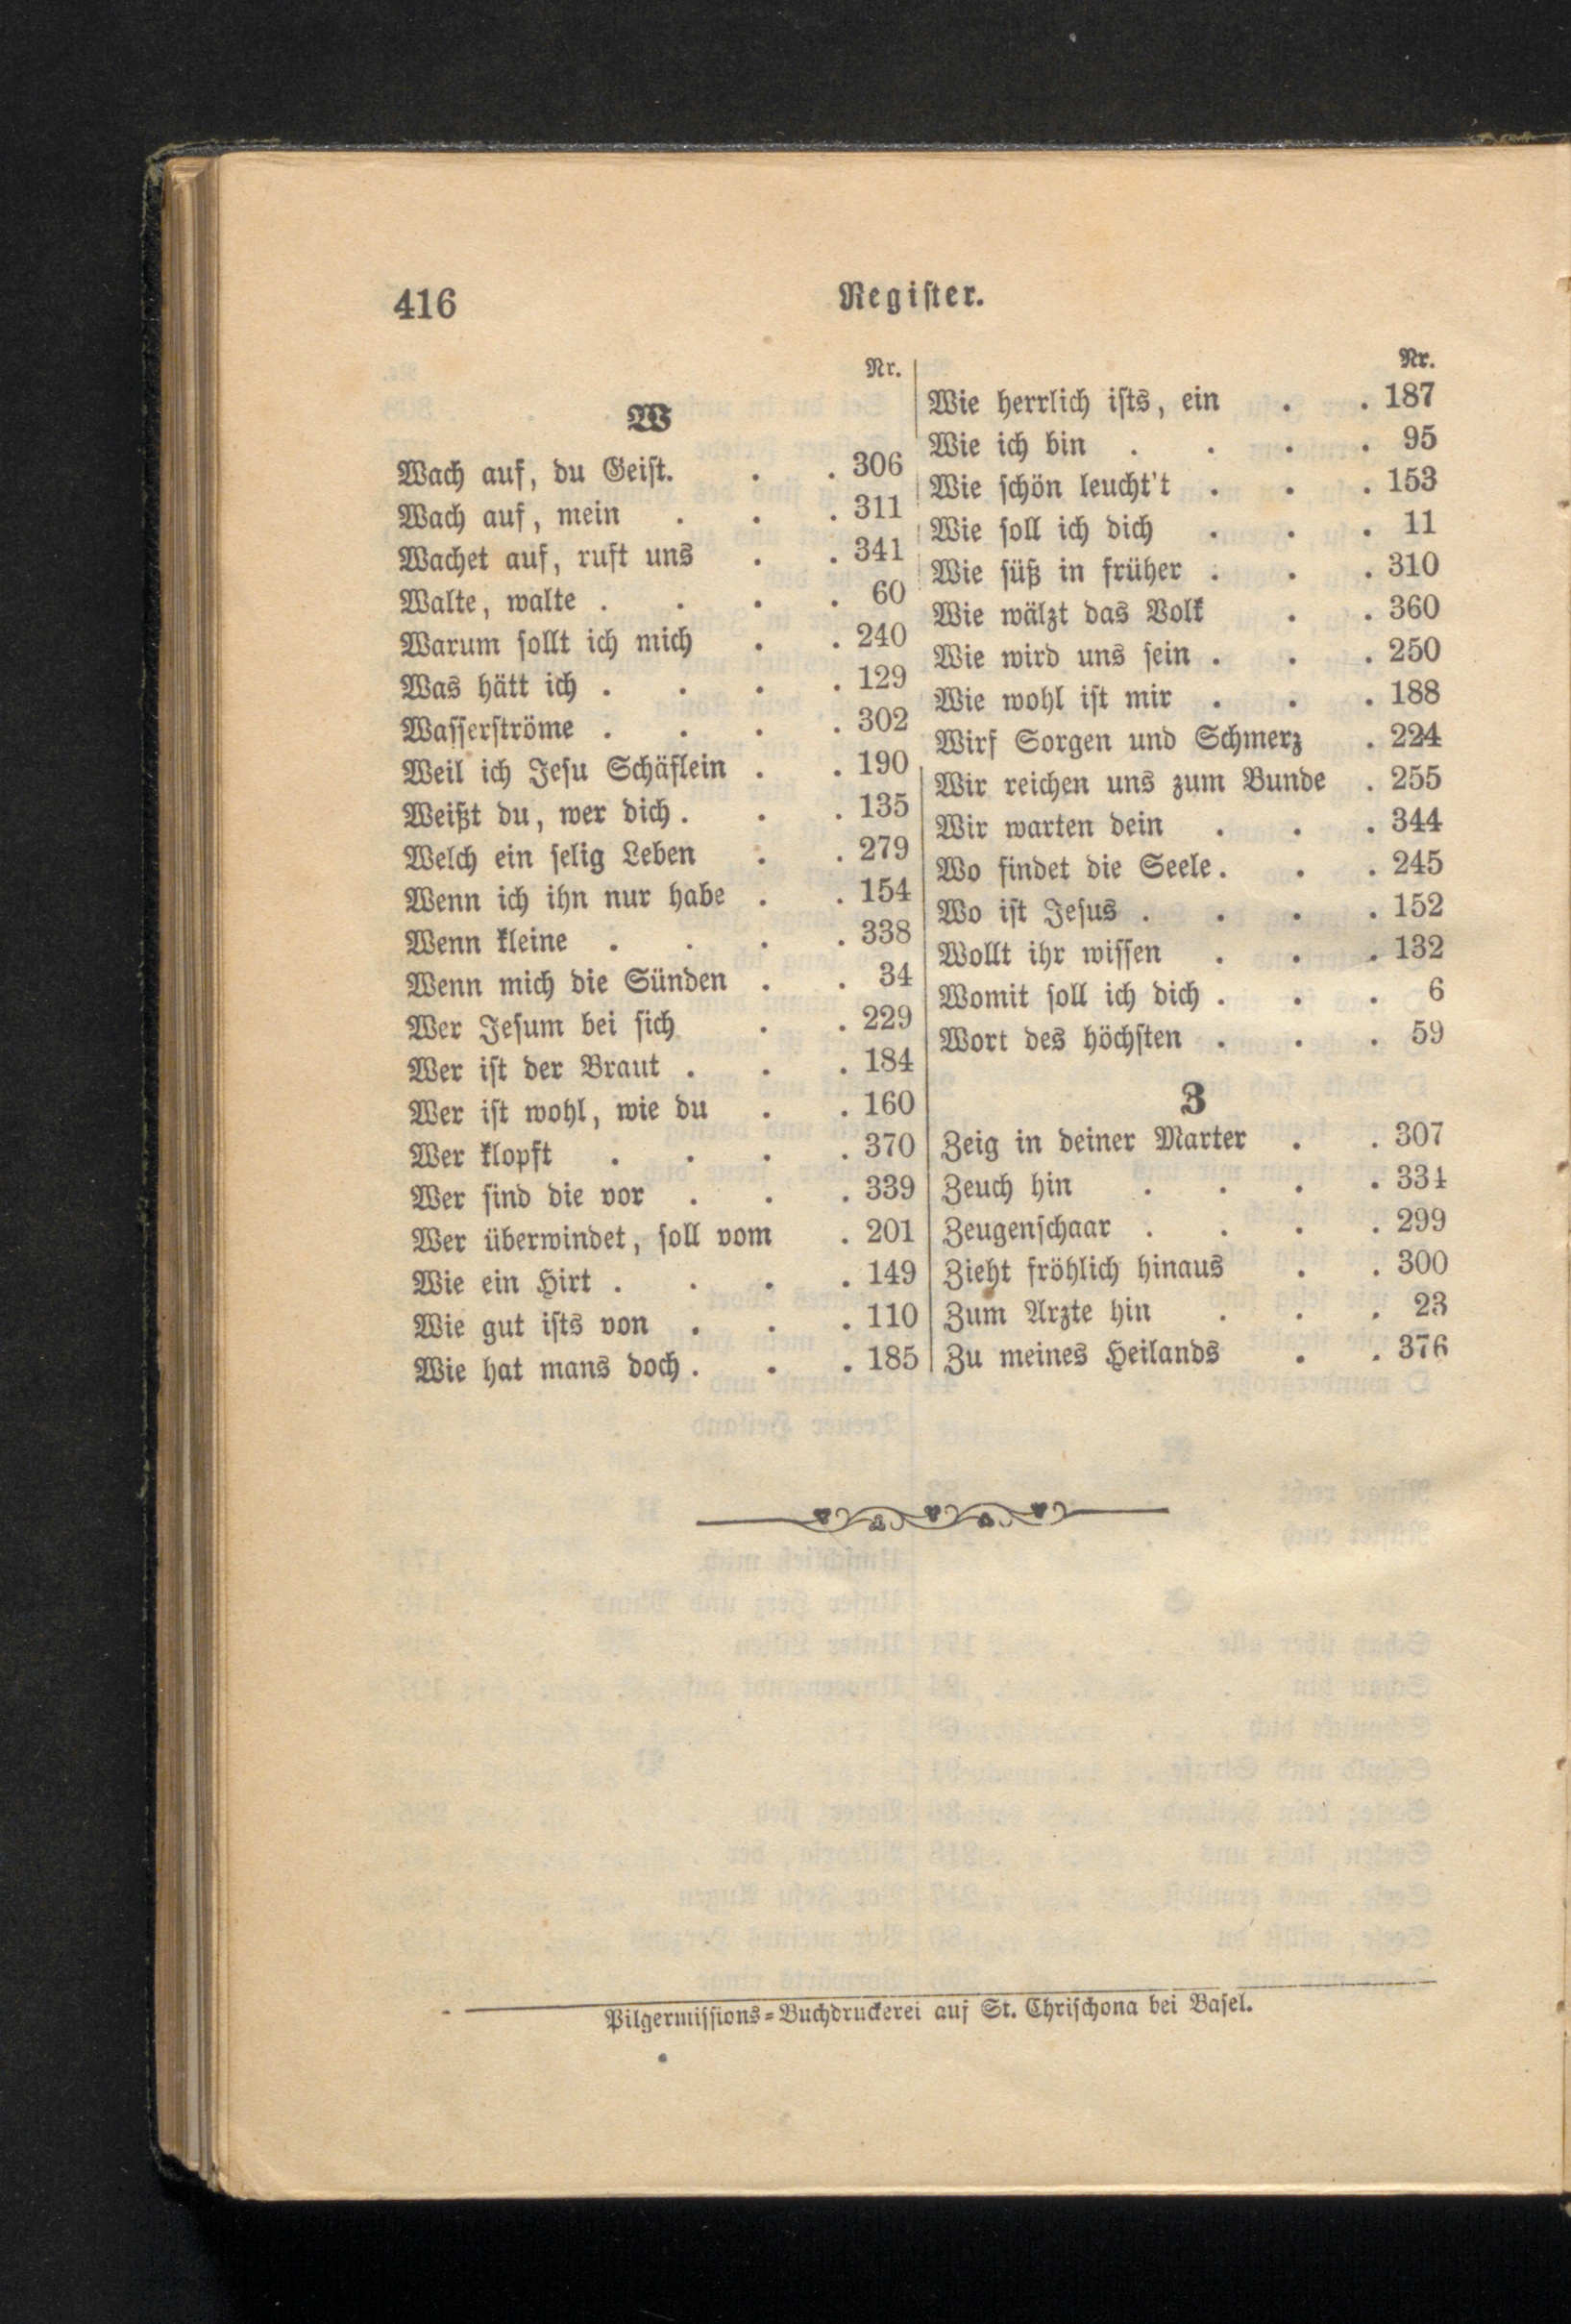 416
Register.
Nr.
W
Wach auf, du Geist. . . 306
Wach auf, mein . . . 311
Wachet auf, ruft uns . . 341
Walte, walte . . . . 60
Warum sollt ich mich . . 240
Was hätt ich . . . . 129
Wasserströme . . . . 302
Weil ich Jesu Schäflein . . 190
Weißt du, wer dich . . . 135
Welch ein selig Leben . . 279
Wenn ich ihn nur habe . . 154
Wenn kleine . . . . 338
Wenn mich die Sünden . . 34
Wer Jesum bei sich . . 229
Wer ist der Braut . . . 184
Wer ist wohl, wie du . . 160
Wer klopft . . . . 370
Wer sind die vor . . . 339
Wer überwindet, soll vom . 201
Wie ein Hirt . . . . 149
Wie gut ists von . . . 110
Wie hat mans doch . . . 185
Nr.
Wie herrlich ists, ein . . 187
Wie ich bin . . . . 95
Wie schön leucht't . . . 153
Wie soll ich dich . . . 11
Wie süß in früher . . . 310
Wie wälzt das Volk . . 360
Wie wird uns sein . . . 250
Wie wohl ist mir . . . 188
Wirf Sorgen und Schmerz . 224
Wir reichen uns zum Bunde . 255
Wir warten dein . . . 344
Wo findet die Seele . . . 245
Wo ist Jesus . . . . 152
Wollt ihr wissen . . . 132
Womit soll ich dich . . . 6
Wort des höchsten . . . 59
Z
Zeig in deiner Marter . . 307
Zeuch hin . . . . 334
Zeugenschaar . . . . 299
Zieht fröhlich hinaus . . 300
Zum Arzte hin . . . 23
Zu meines Heilands . . 376
Pilgermissions-Buchdruckerei auf St. Chrischona bei Basel.